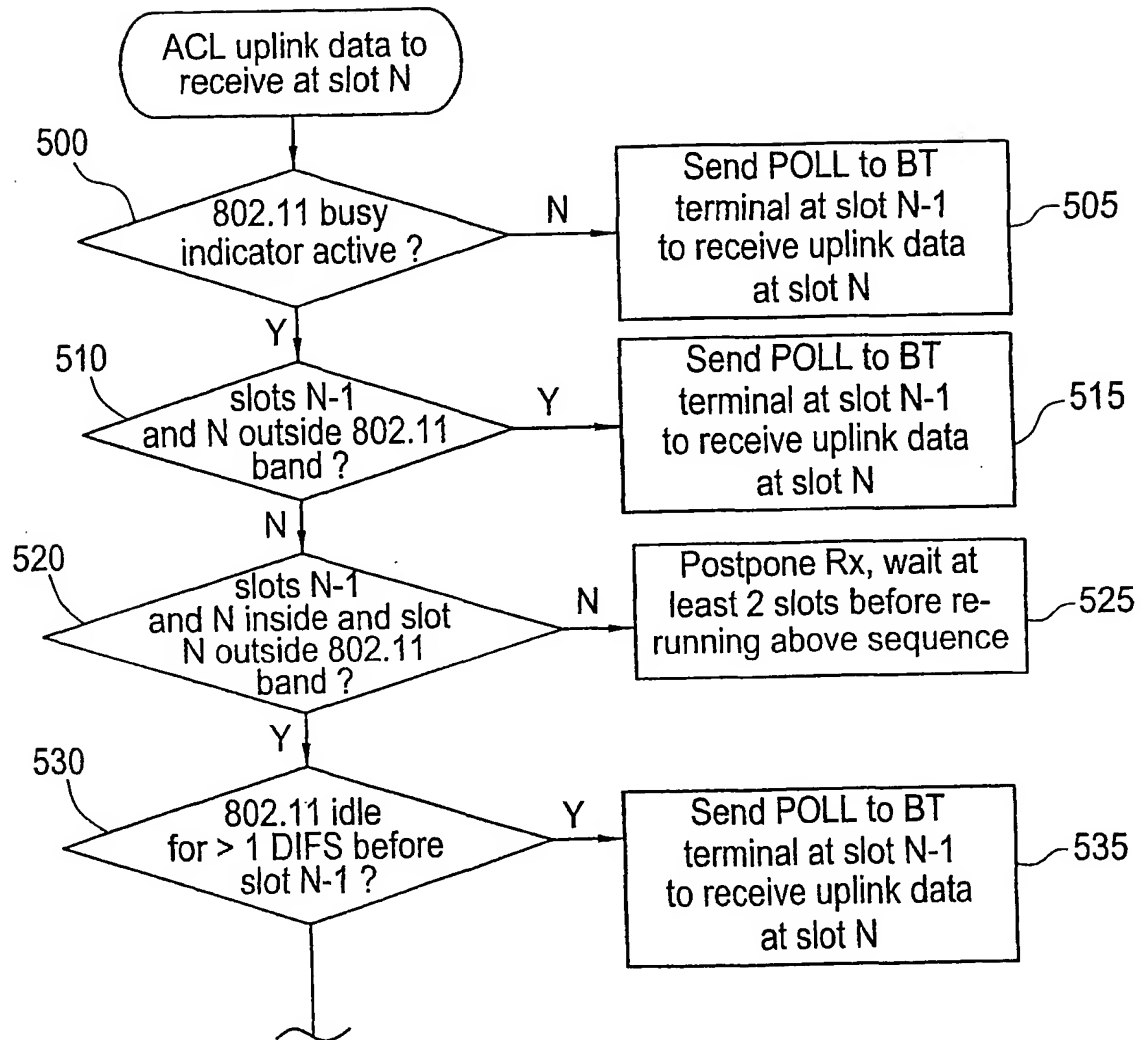 ACL uplink data to
receive at slot N
500
802.11 busy
indicator active ?
N
Send POLL to BT
terminal at slot N-1
to receive uplink data
at slot N
505
Y
510
slots N-1
and N outside 802.11
band ?
Y
Send POLL to BT
terminal at slot N-1
to receive uplink data
at slot N
515
N
520
slots N-1
and N inside and slot
N outside 802.11
band ?
N
Postpone Rx, wait at
least 2 slots before re-
running above sequence
525
Y
530
802.11 idle
for > 1 DIFS before
slot N-1 ?
Y
Send POLL to BT
terminal at slot N-1
to receive uplink data
at slot N
535